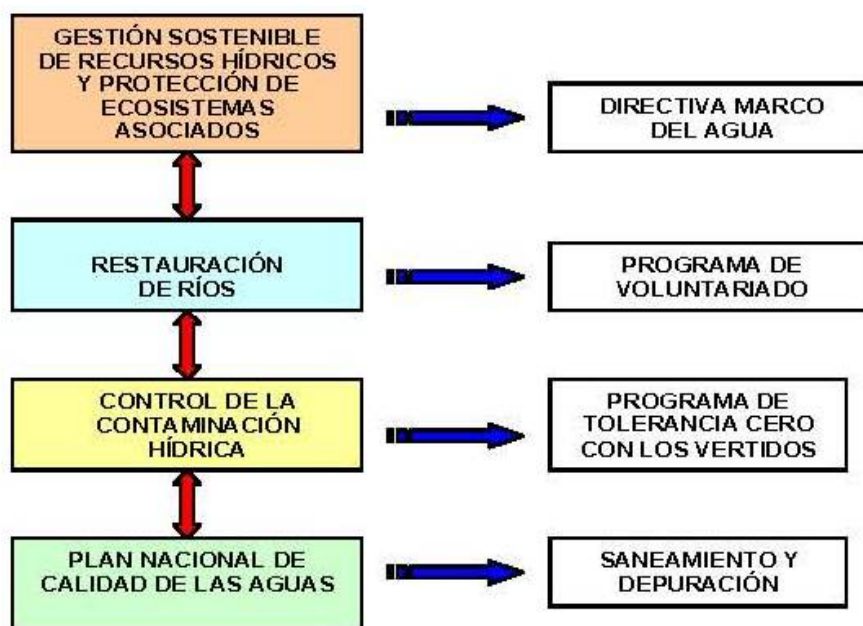 GESTIÓN SOSTENIBLE
DE RECURSOS HÍDRICOS
Y PROTECCIÓN DE
ECOSISTEMAS
ASOCIADOS
DIRECTIVA MARCO
DEL AGUA
RESTAURACIÓN
DE RÍOS
PROGRAMA DE
VOLUNTARIADO
CONTROL DE LA
CONTAMINACIÓN
HÍDRICA
PROGRAMA DE
TOLERANCIA CERO
CON LOS VERTIDOS
PLAN NACIONAL DE
CALIDAD DE LAS AGUAS
SANEAMIENTO Y
DEPURACIÓN